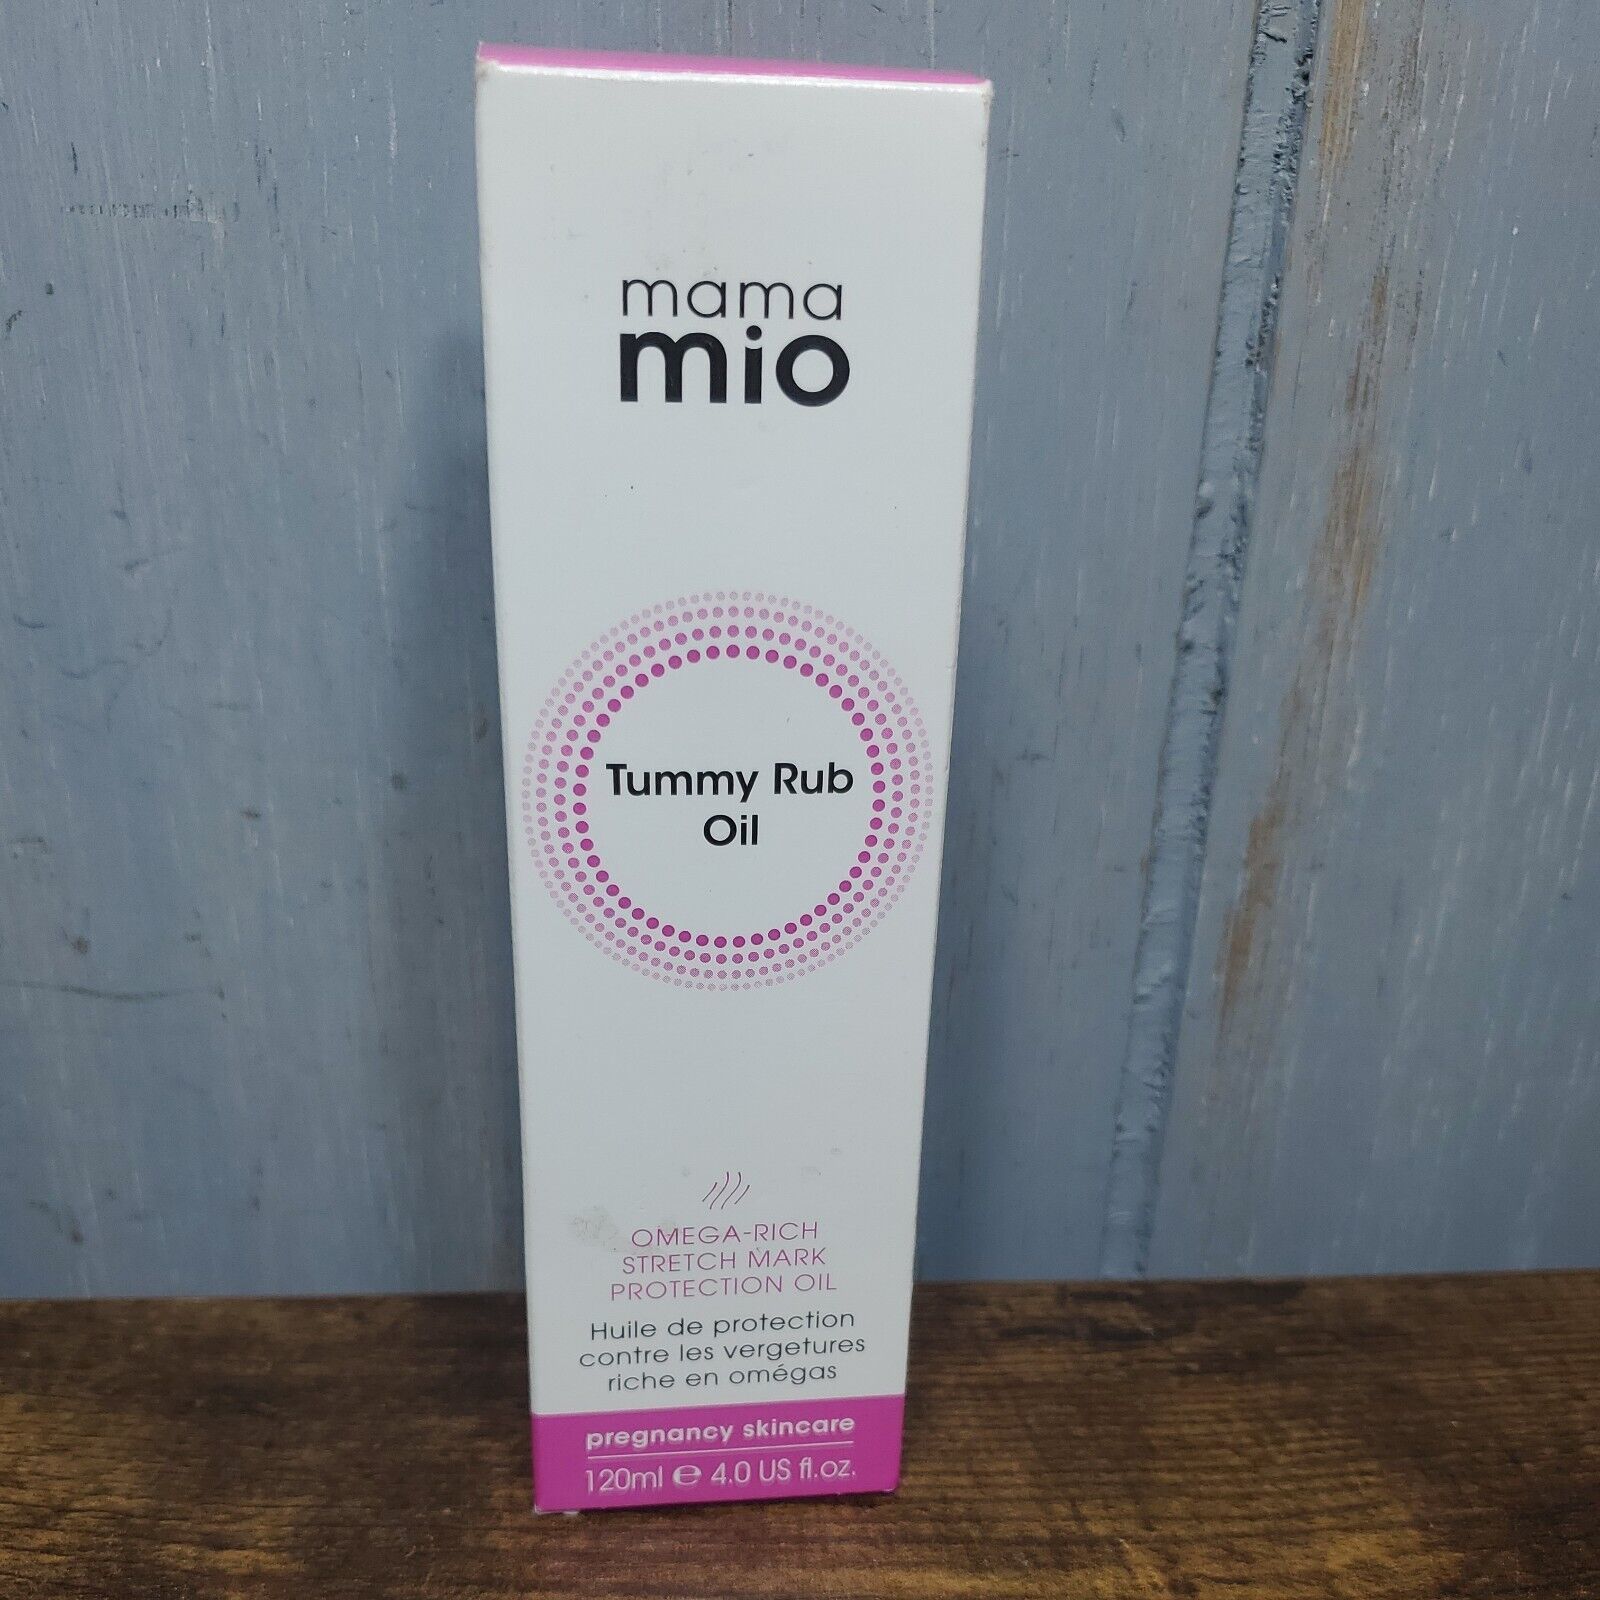 mama
mio
Tummy Rub
Oil
OMEGA-RICH
STRETCH MARK
PROTECTION OIL
Huile de protection
contre les vergetures
riche en omégas
pregnancy skincare
120ml ℮ 4.0 US fl.oz.